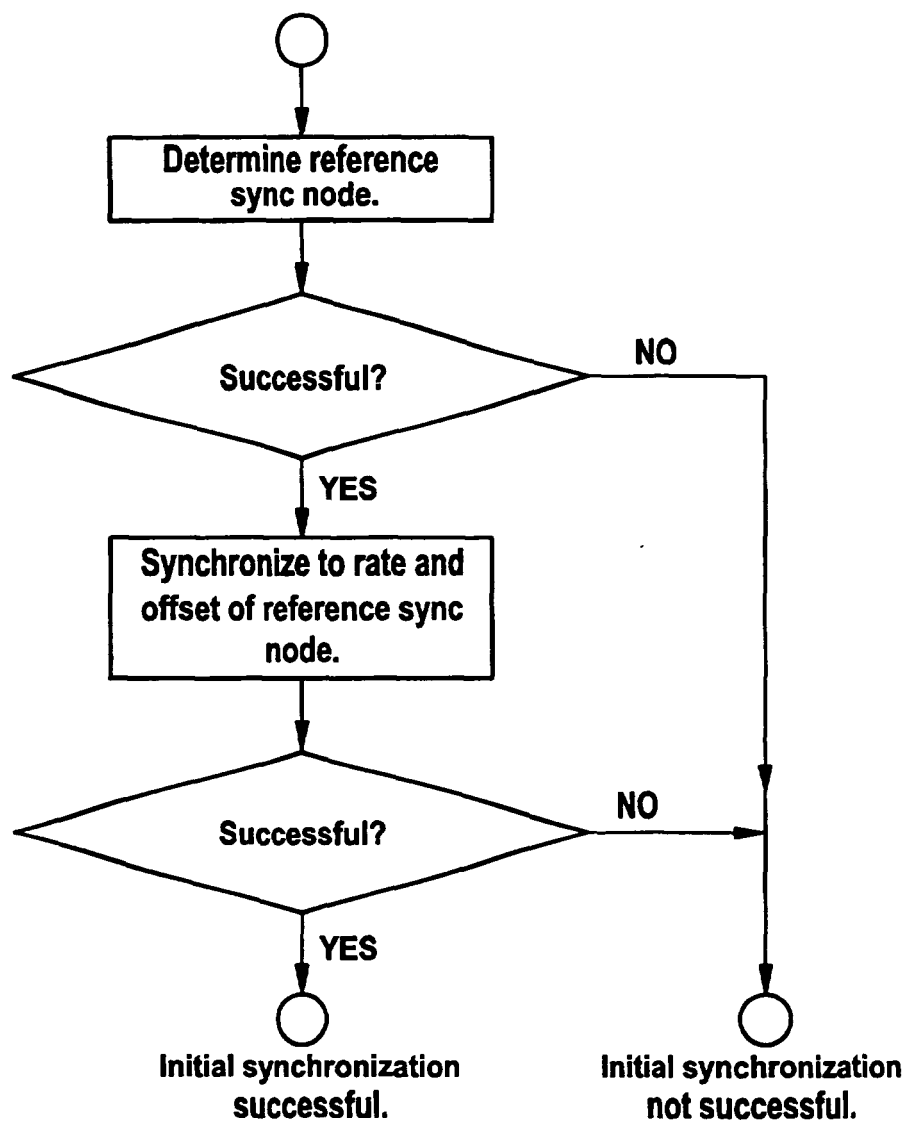 Determine reference
sync node.
Successful?
NO
YES
Synchronize to rate and
offset of reference sync
node.
Successful?
NO
YES
Initial synchronization
successful.
Initial synchronization
not successful.